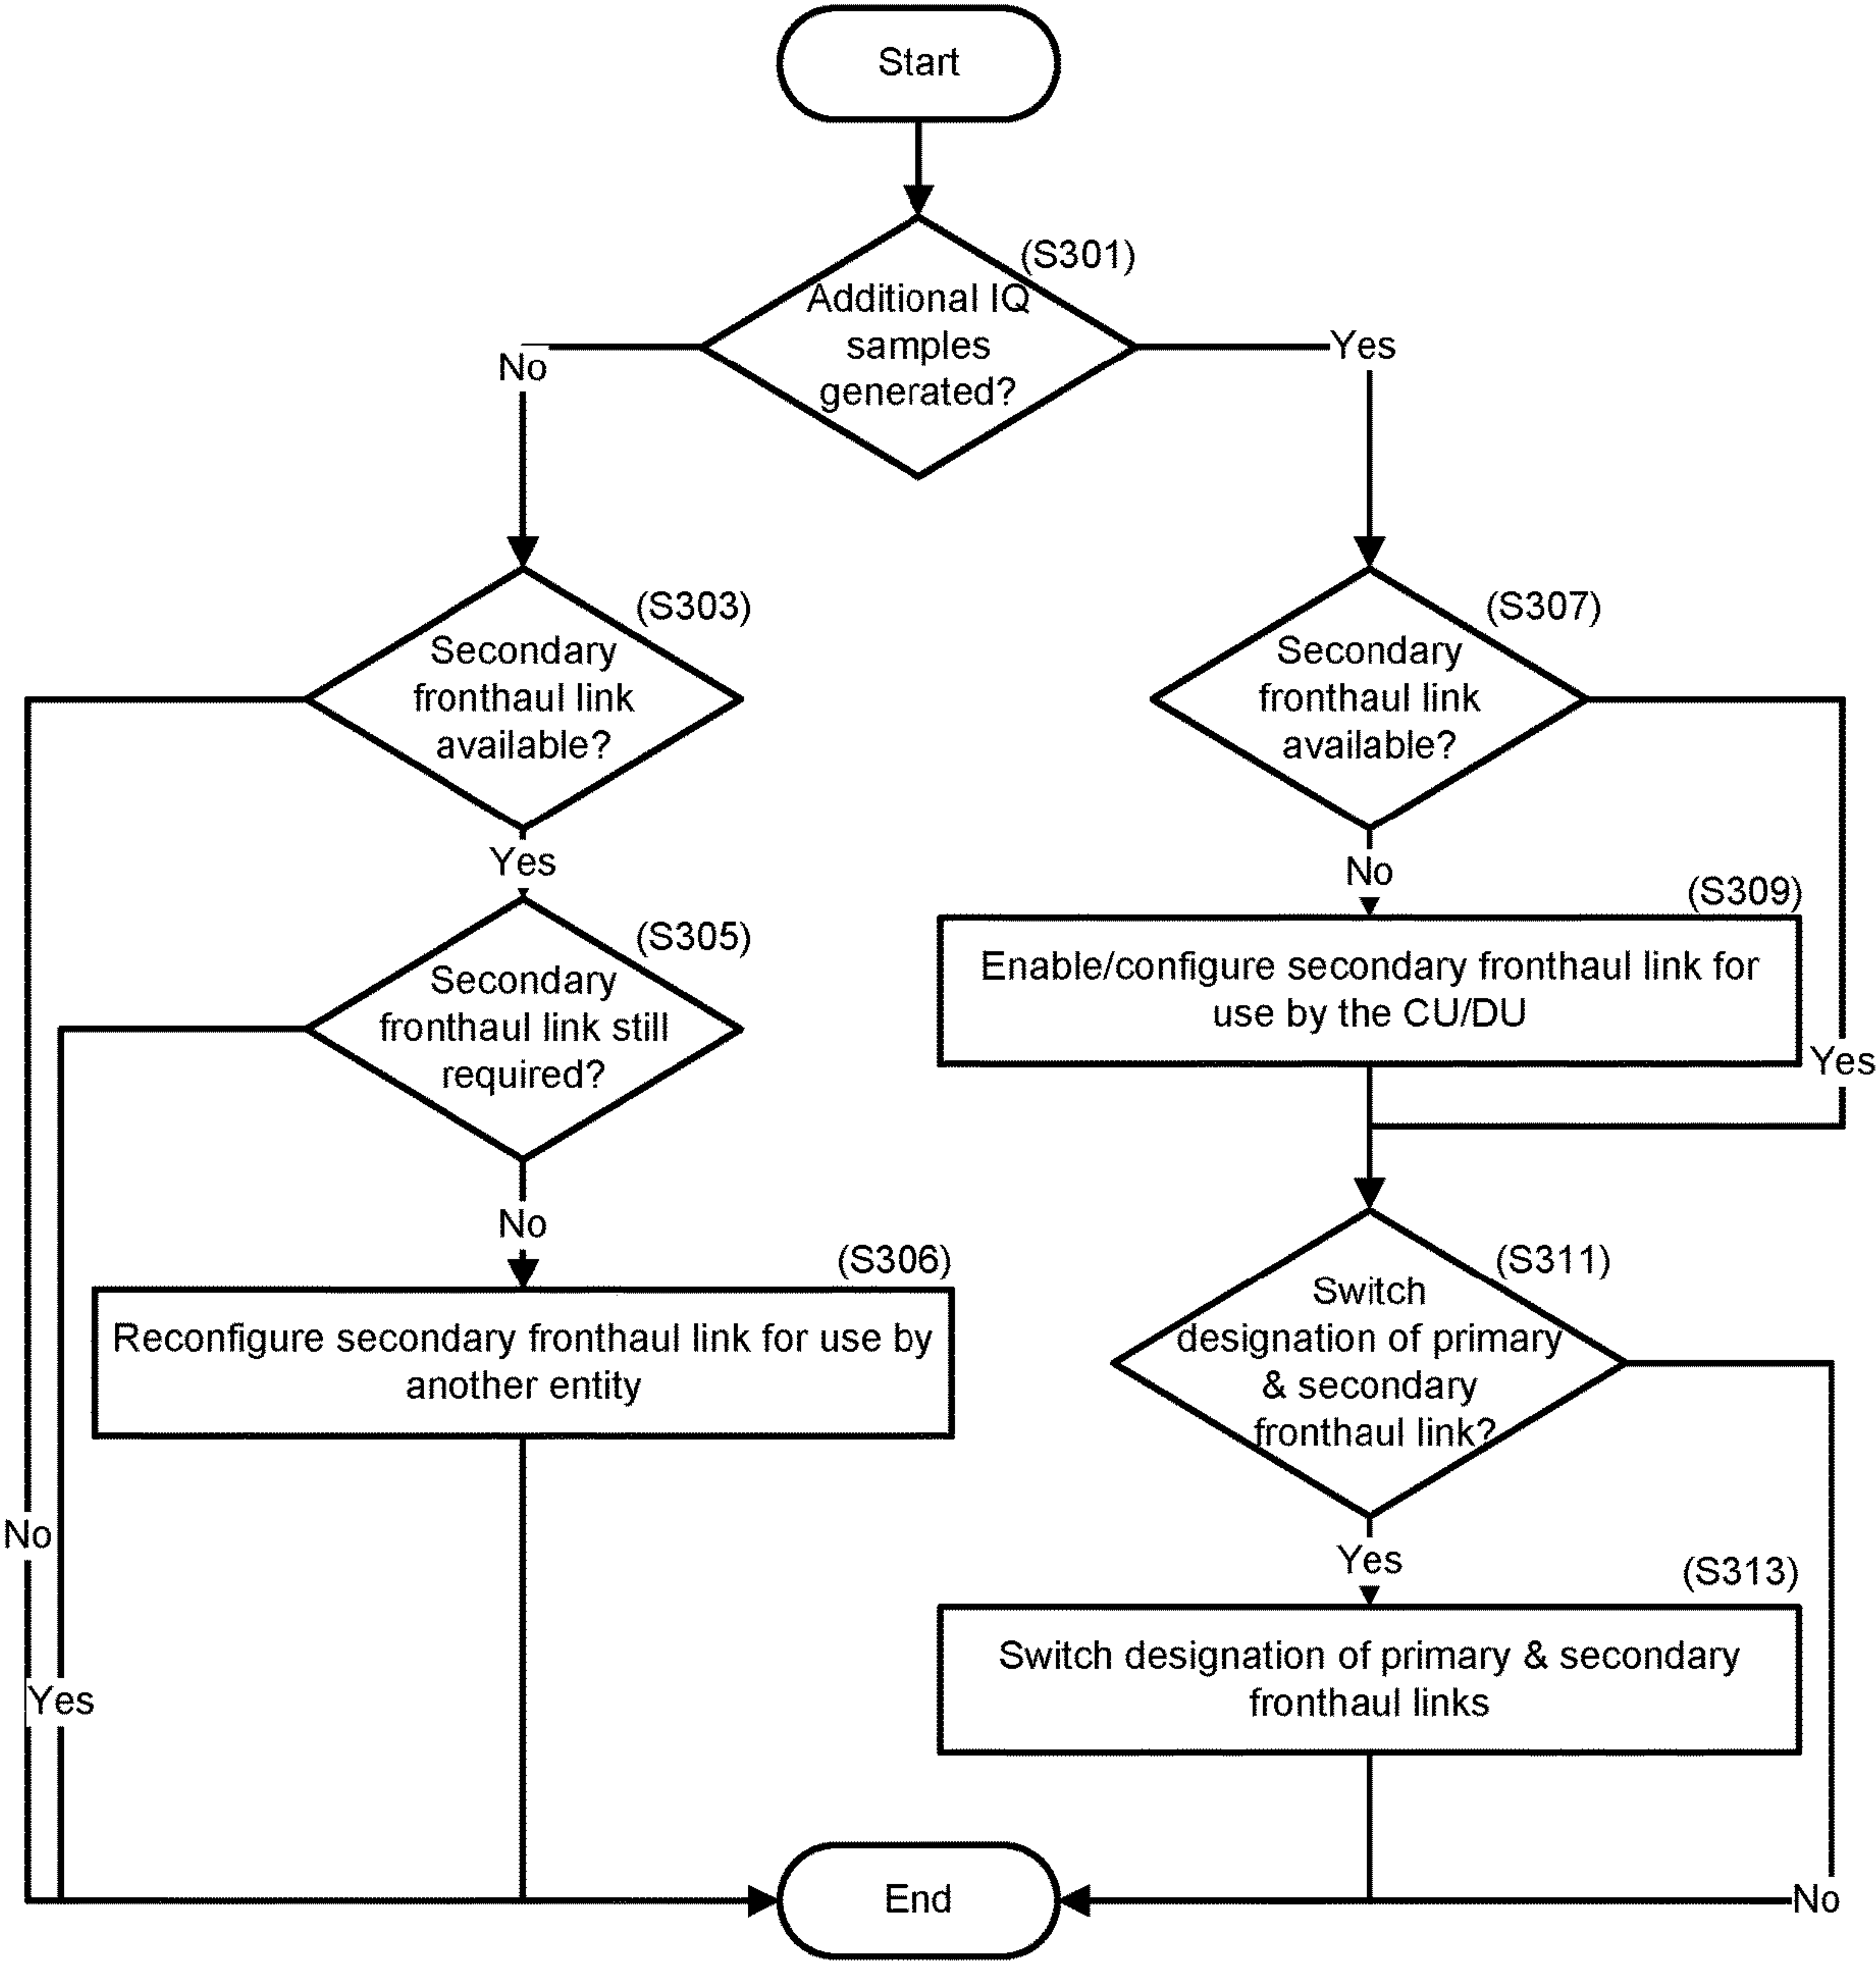 Start
(S301)
Additional IQ
samples
generated?
No
Yes
(S303)
Secondary
fronthaul link
available?
(S307)
Secondary
fronthaul link
available?
Yes
No
(S305)
Secondary
fronthaul link still
required?
(S309)
Enable/configure secondary fronthaul link for
use by the CU/DU
Yes
No
(S306)
Reconfigure secondary fronthaul link for use by
another entity
(S311)
Switch
designation of primary
& secondary
fronthaul link?
No
Yes
(S313)
Switch designation of primary & secondary
fronthaul links
Yes
End
No